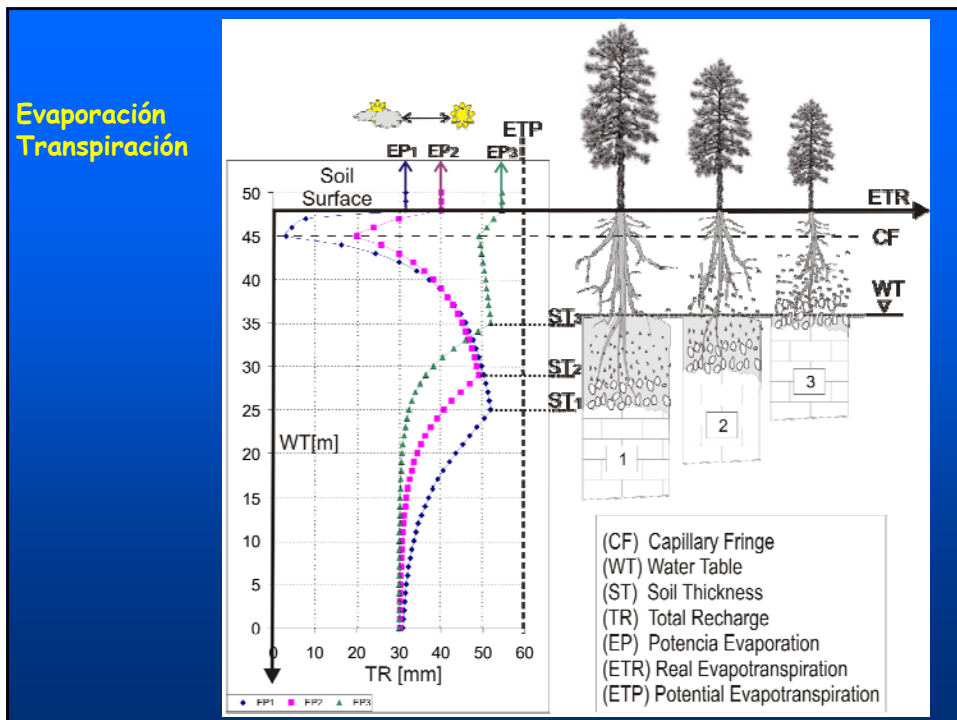 Evaporación
Transpiración
ETP
EP1 EP2 EP3
Soil
Surface
ETR
CF
WT
ST3
ST2
ST1
50
45
40
35
30
25
20
15
10
5
0
WT[m]
0 10 20 30 40 50 60
TR [mm]
EP1 EP2 EP3
1
2
3
(CF) Capillary Fringe
(WT) Water Table
(ST) Soil Thickness
(TR) Total Recharge
(EP) Potencia Evaporation
(ETR) Real Evapotranspiration
(ETP) Potential Evapotranspiration